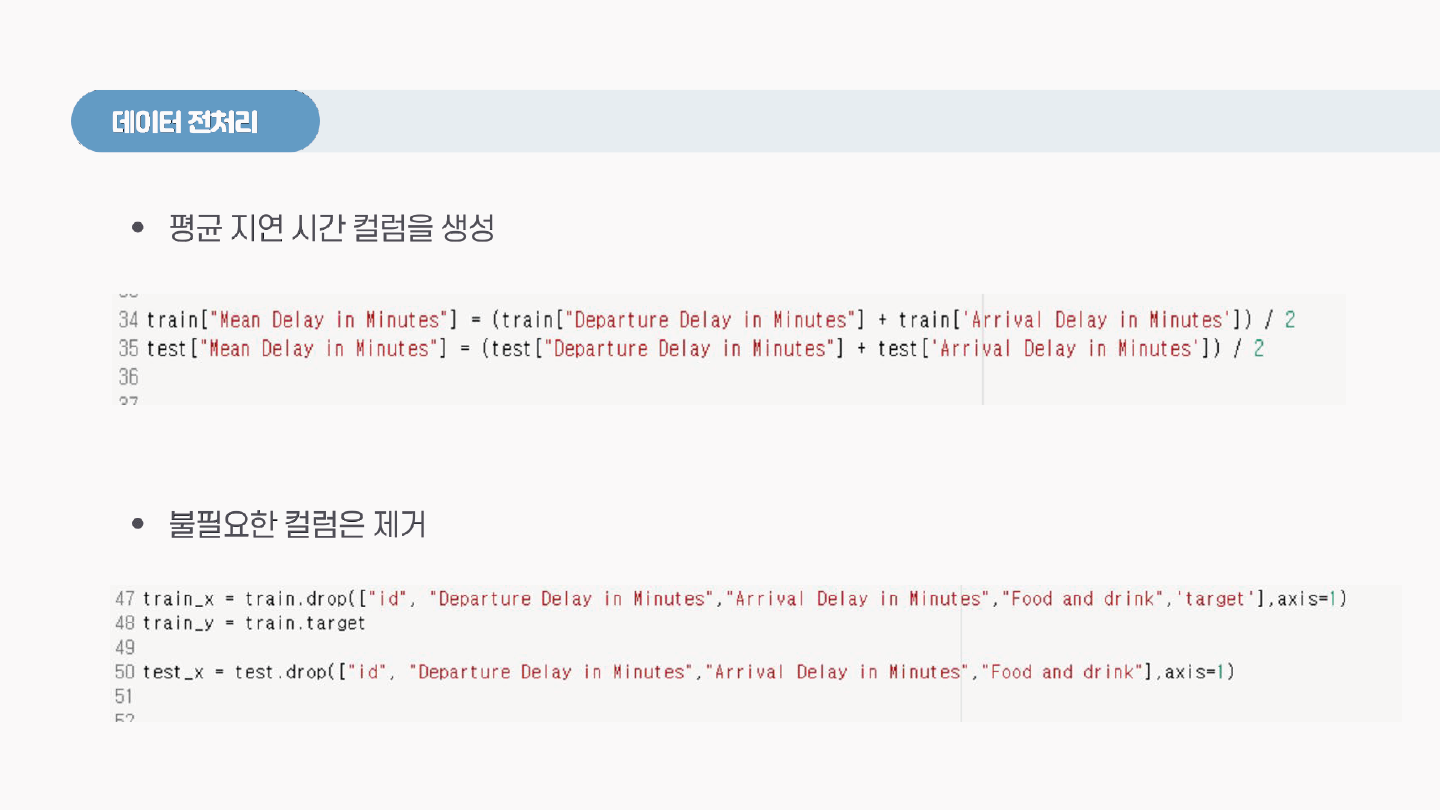 데이터 전처리
• 평균 지연 시간 컬럼을 생성
34 train["Mean Delay in Minutes"] = (train["Departure Delay in Minutes"] + train['Arrival Delay in Minutes']) / 2
35 test["Mean Delay in Minutes"] = (test["Departure Delay in Minutes"] + test['Arrival Delay in Minutes']) / 2
36
37
• 불필요한 컬럼은 제거
47 train_x = train.drop(["id", "Departure Delay in Minutes","Arrival Delay in Minutes","Food and drink",'target'],axis=1)
48 train_y = train.target
49
50 test_x = test.drop(["id", "Departure Delay in Minutes","Arrival Delay in Minutes","Food and drink"],axis=1)
51
52